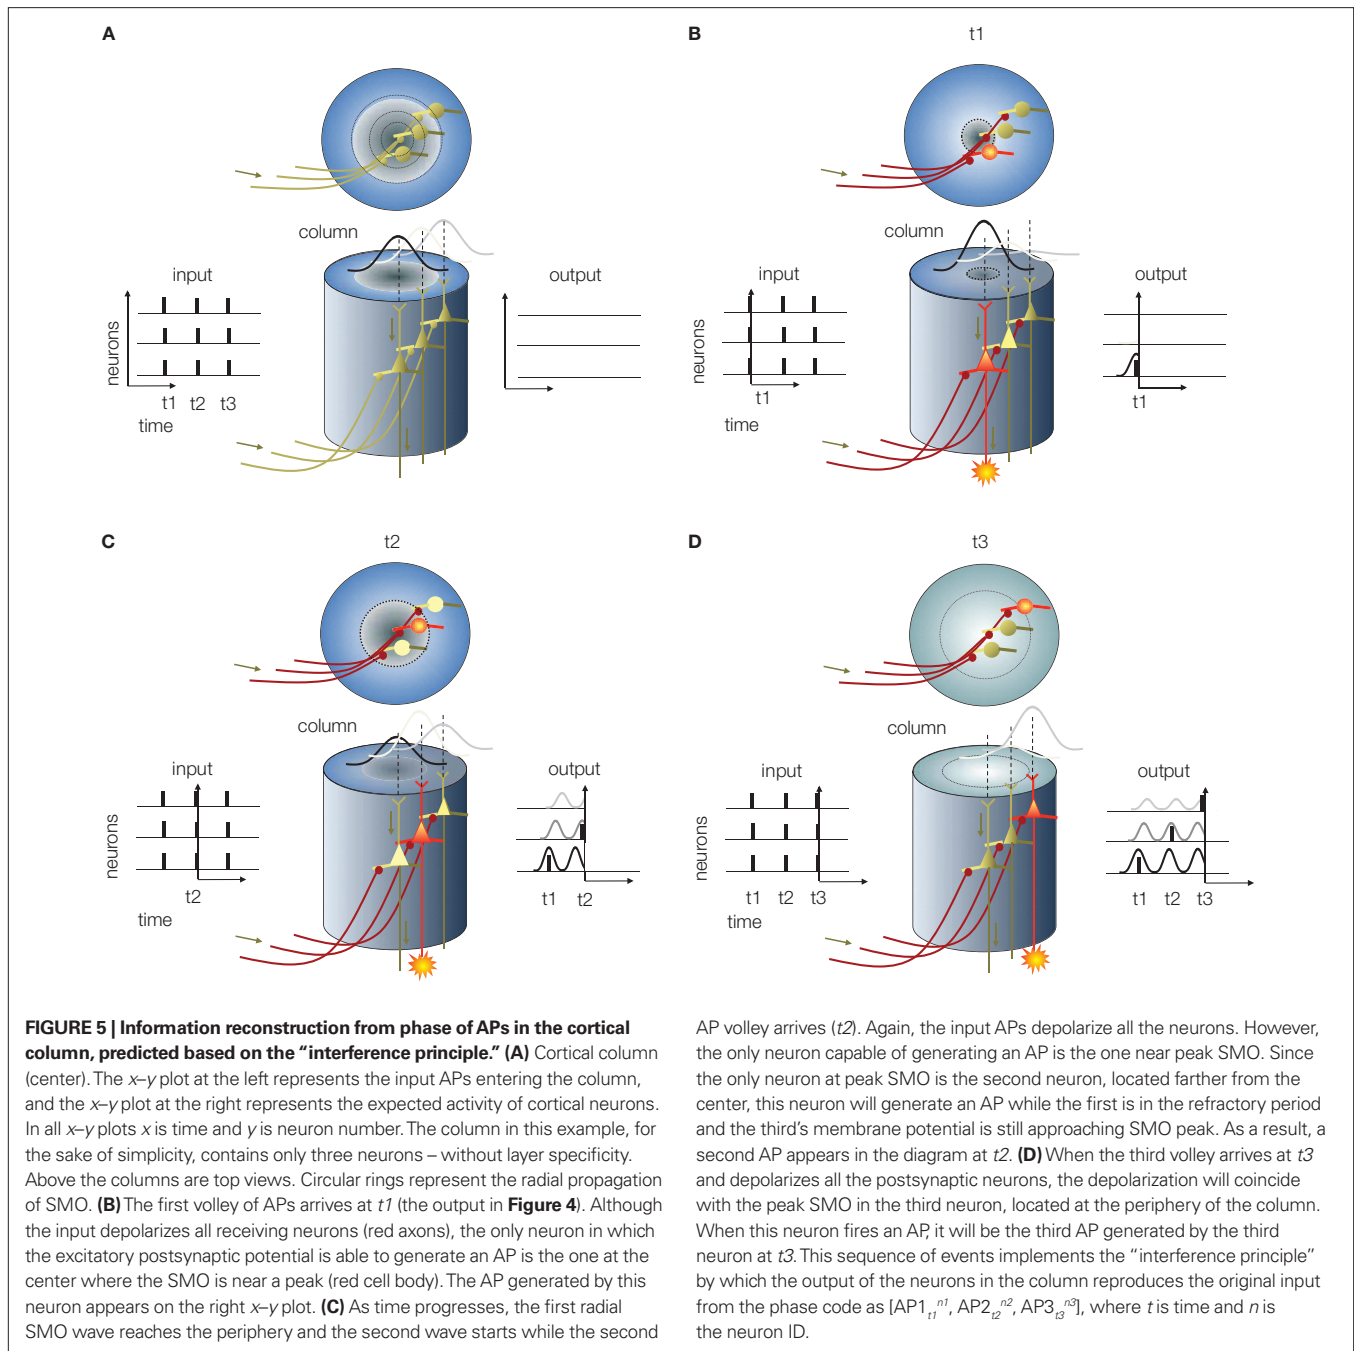 A
column
input
output
neurons
t1 t2 t3
time
B
t1
column
input
output
neurons
t1
time
t1
C
t2
column
input
output
neurons
t2
time
t1 t2
D
t3
column
input
output
neurons
t1 t2 t3
time
t1 t2 t3
FIGURE 5 | Information reconstruction from phase of APs in the cortical
column, predicted based on the “interference principle.” (A) Cortical column
(center). The x–y plot at the left represents the input APs entering the column,
and the x–y plot at the right represents the expected activity of cortical neurons.
In all x–y plots x is time and y is neuron number. The column in this example, for
the sake of simplicity, contains only three neurons – without layer specificity.
Above the columns are top views. Circular rings represent the radial propagation
of SMO. (B) The first volley of APs arrives at t1 (the output in Figure 4). Although
the input depolarizes all receiving neurons (red axons), the only neuron in which
the excitatory postsynaptic potential is able to generate an AP is the one at the
center where the SMO is near a peak (red cell body). The AP generated by this
neuron appears on the right x–y plot. (C) As time progresses, the first radial
SMO wave reaches the periphery and the second wave starts while the second
AP volley arrives (t2). Again, the input APs depolarize all the neurons. However,
the only neuron capable of generating an AP is the one near peak SMO. Since
the only neuron at peak SMO is the second neuron, located farther from the
center, this neuron will generate an AP while the first is in the refractory period
and the third’s membrane potential is still approaching SMO peak. As a result, a
second AP appears in the diagram at t2. (D) When the third volley arrives at t3
and depolarizes all the postsynaptic neurons, the depolarization will coincide
with the peak SMO in the third neuron, located at the periphery of the column.
When this neuron fires an AP, it will be the third AP generated by the third
neuron at t3. This sequence of events implements the “interference principle”
by which the output of the neurons in the column reproduces the original input
from the phase code as [AP1t1n1, AP2t2n2, AP3t3n3], where t is time and n is
the neuron ID.